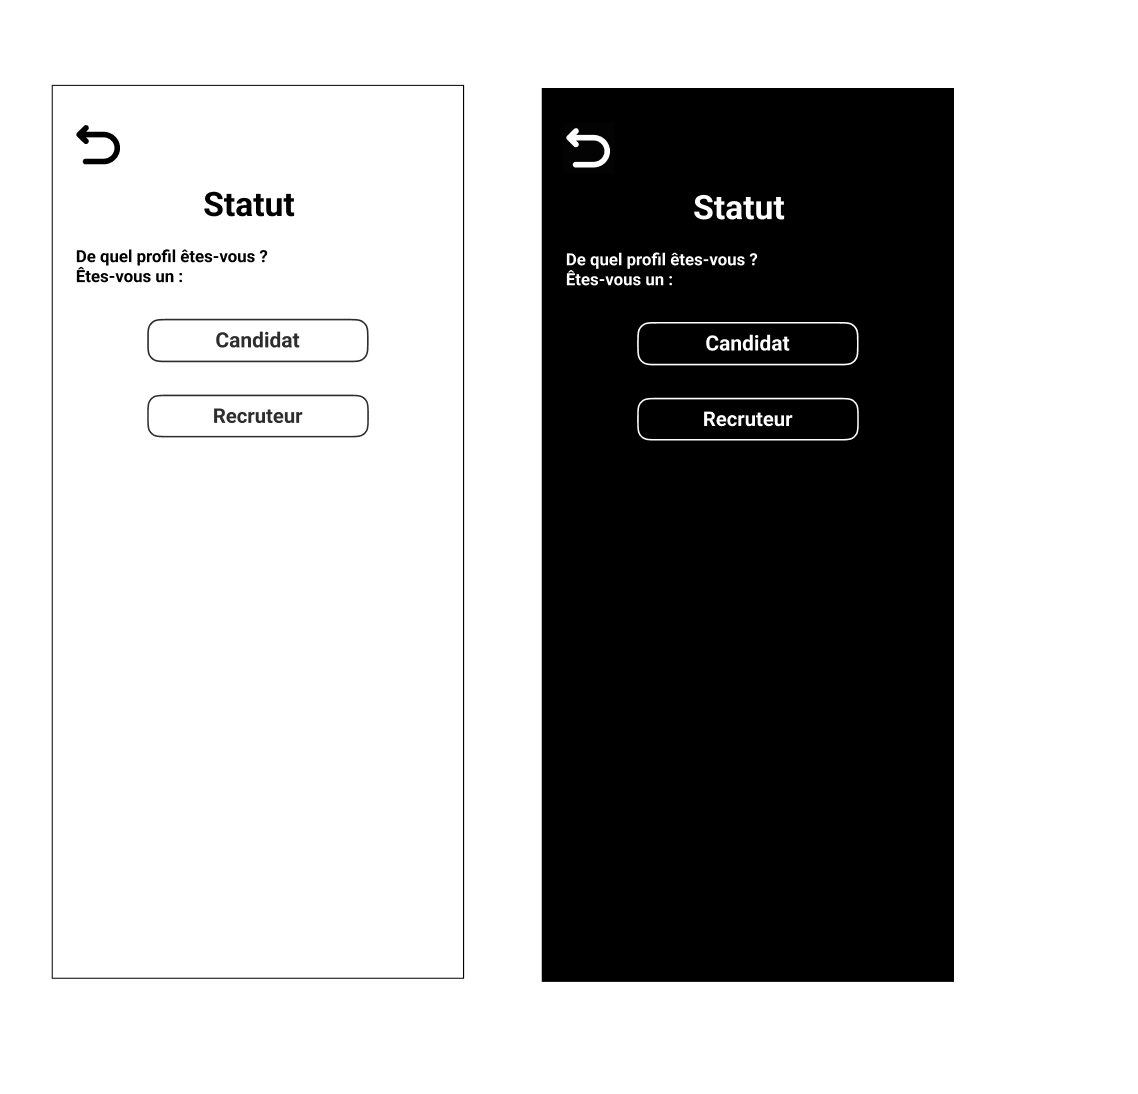 Statut
De quel profil êtes-vous ?
Êtes-vous un :
Candidat
Recruteur
Statut
De quel profil êtes-vous ?
Êtes-vous un :
Candidat
Recruteur